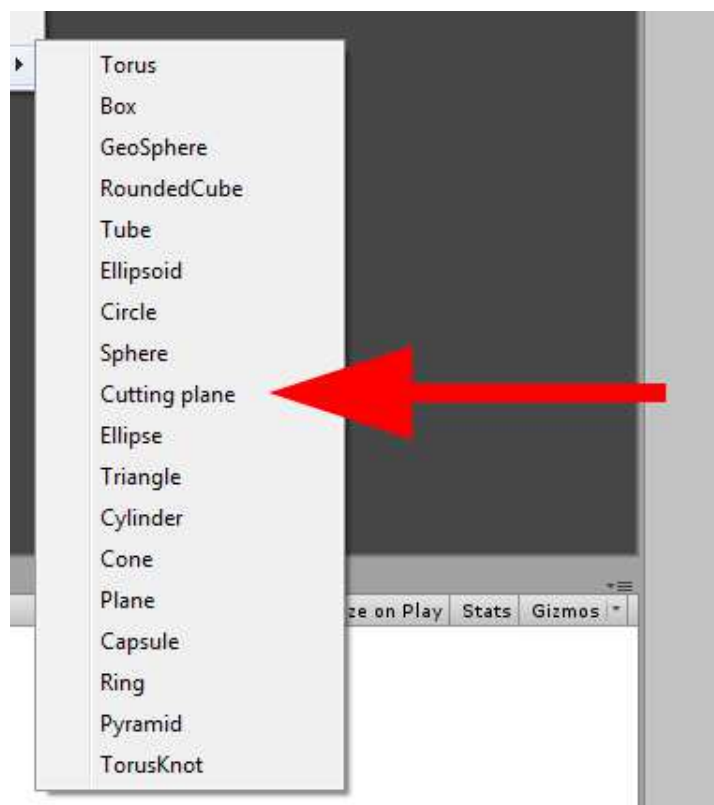 Torus
Box
GeoSphere
RoundedCube
Tube
Ellipsoid
Circle
Sphere
Cutting plane
Ellipse
Triangle
Cylinder
Cone
Plane
Capsule
Ring
Pyramid
TorusKnot
on Play Stats Gizmos